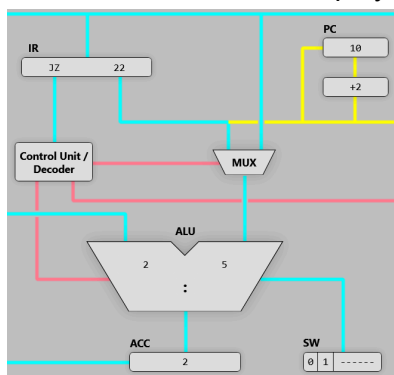 PC
10
IR
JZ 22
+2
Control Unit /
Decoder
MUX
ALU
2 5
:
ACC
2
SW
0 1 ------